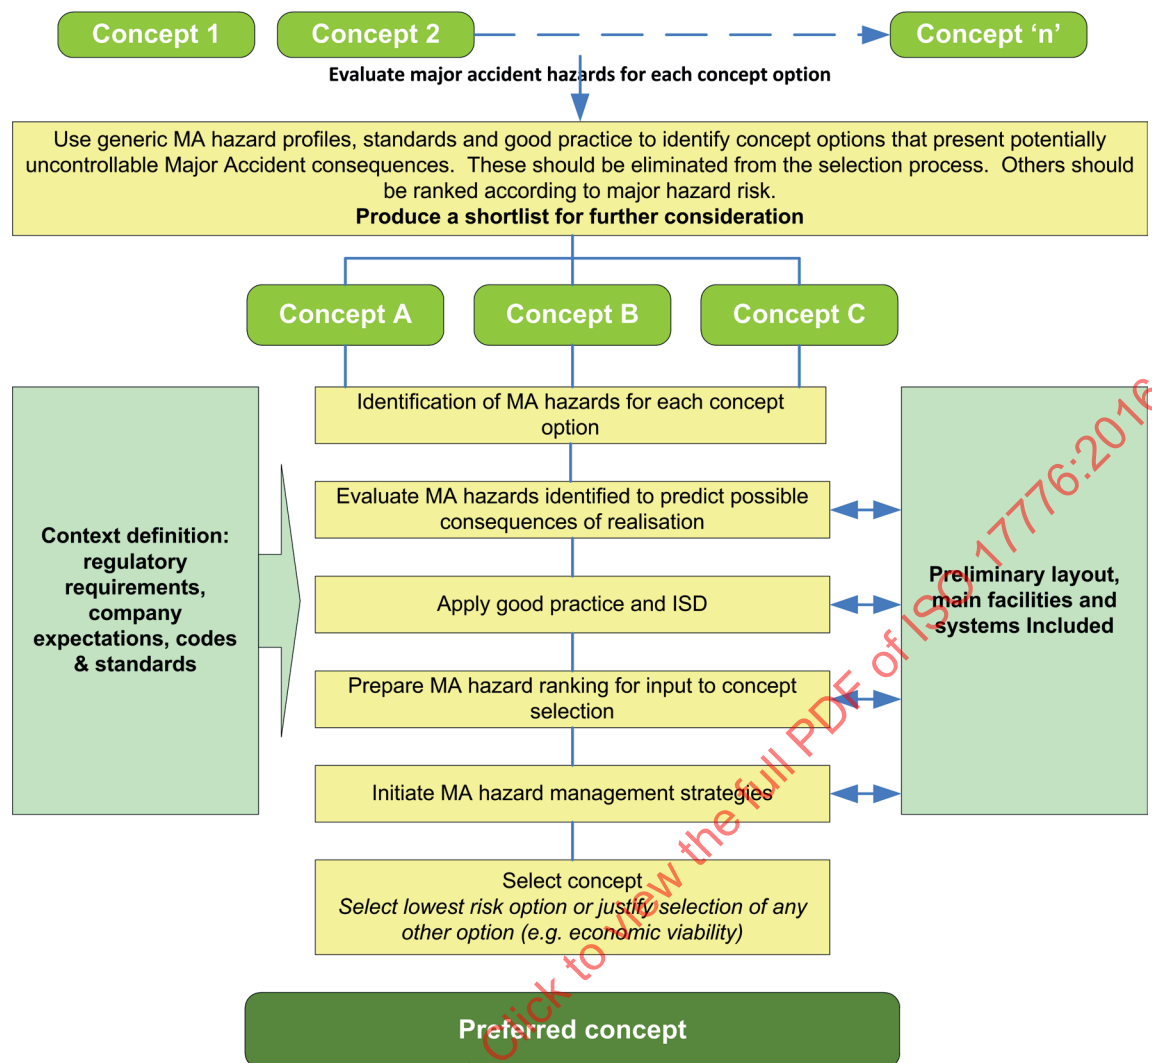 Concept 1
Concept 2
Concept ‘n’
Evaluate major accident hazards for each concept option
Use generic MA hazard profiles, standards and good practice to identify concept options that present potentially
uncontrollable Major Accident consequences. These should be eliminated from the selection process. Others should
be ranked according to major hazard risk.
Produce a shortlist for further consideration
Concept A
Concept B
Concept C
Context definition:
regulatory
requirements,
company
expectations, codes
& standards
Identification of MA hazards for each concept
option
Evaluate MA hazards identified to predict possible
consequences of realisation
Apply good practice and ISD
Prepare MA hazard ranking for input to concept
selection
Initiate MA hazard management strategies
Select concept
Select lowest risk option or justify selection of any
other option (e.g. economic viability)
Preliminary layout,
main facilities and
systems Included
Preferred concept
Click to view the full PDF of ISO 17776:2016